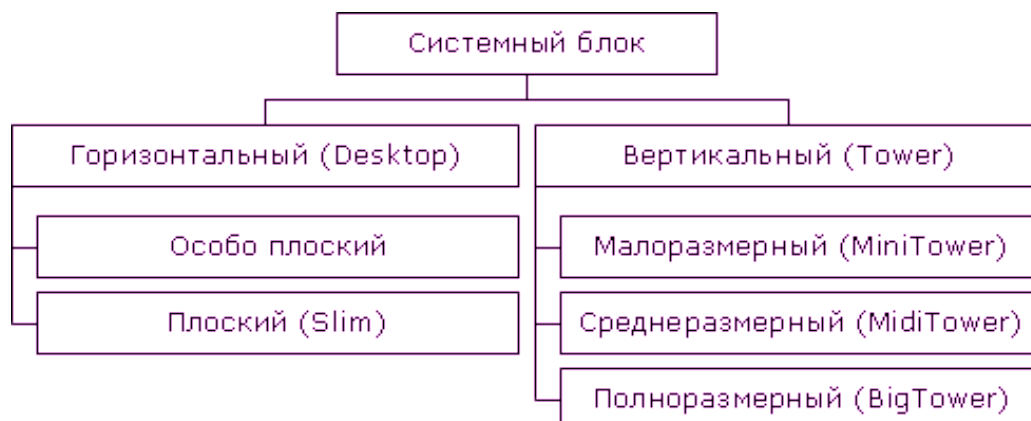 Системный блок
Горизонтальный (Desktop)
Особо плоский
Плоский (Slim)
Вертикальный (Tower)
Малоразмерный (MiniTower)
Среднеразмерный (MidiTower)
Полноразмерный (BigTower)